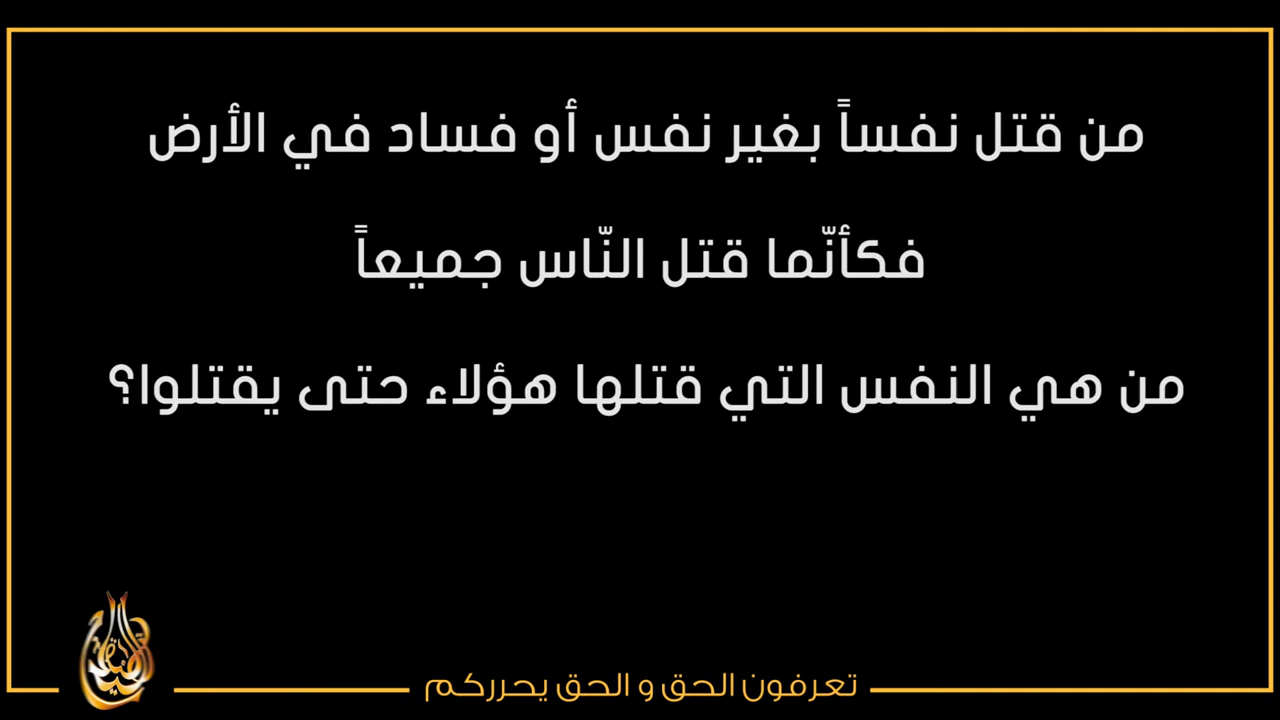 من قتل نفساً بغير نفس أو فساد في الأرض
فكأنّما قتل النّاس جميعاً
من هي النفس التي قتلها هؤلاء حتى يقتلوا؟
تعرفون الحق و الحق يحرركم